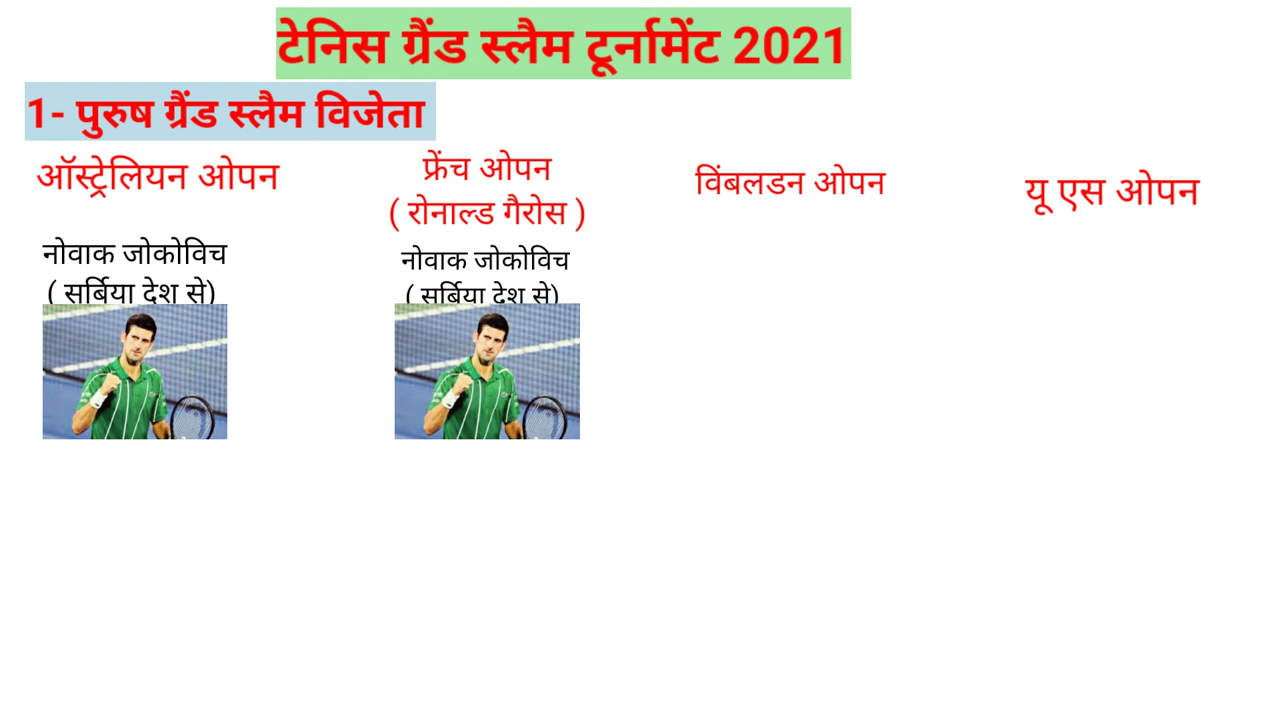 टेनिस ग्रैंड स्लैम टूर्नामेंट 2021
1- पुरुष ग्रैंड स्लैम विजेता
ऑस्ट्रेलियन ओपन
फ्रेंच ओपन
( रोनाल्ड गैरोस )
विंबलडन ओपन
यू एस ओपन
नोवाक जोकोविच
( सर्बिया देश से)
नोवाक जोकोविच
( सर्बिया देश से)